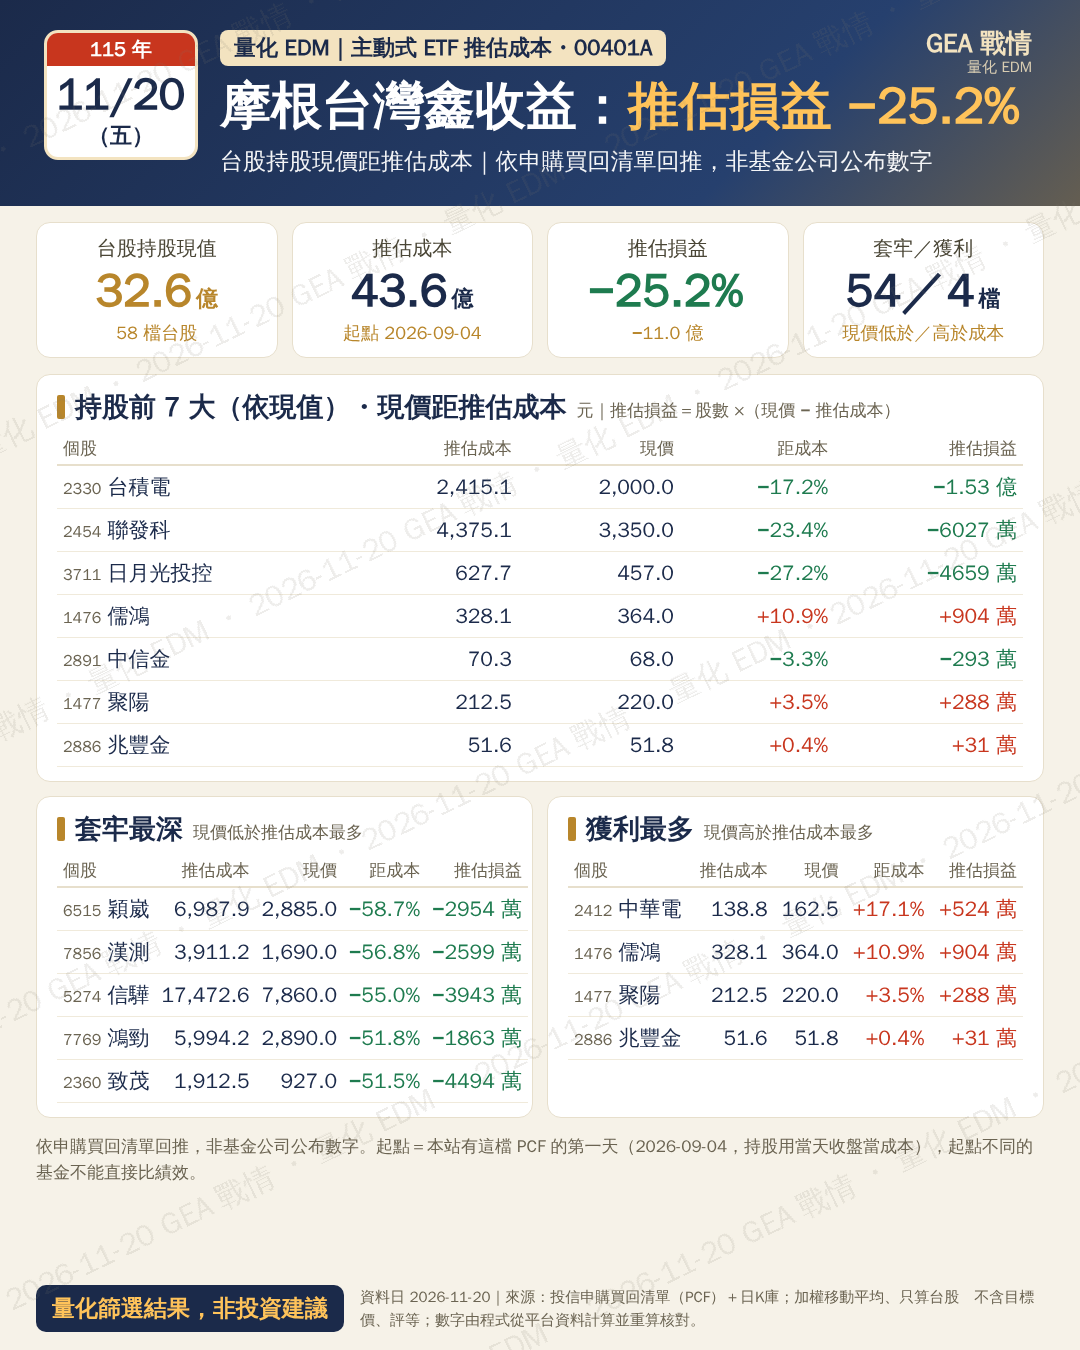 115 年
11/20
（五）
量化 EDM｜主動式 ETF 推估成本・00401A
GEA 戰情
量化 EDM
摩根台灣鑫收益：推估損益 −25.2%
台股持股現價距推估成本｜依申購買回清單回推，非基金公司公布數字
台股持股現值
32.6 億
58 檔台股
推估成本
43.6 億
起點 2026-09-04
推估損益
−25.2%
−11.0 億
套牢／獲利
54／4 檔
現價低於／高於成本
持股前 7 大（依現值）・現價距推估成本 元｜推估損益＝股數 ×（現價 − 推估成本）
個股 推估成本 現價 距成本 推估損益
2330 台積電 2,415.1 2,000.0 −17.2% −1.53 億
2454 聯發科 4,375.1 3,350.0 −23.4% −6027 萬
3711 日月光投控 627.7 457.0 −27.2% −4659 萬
1476 儒鴻 328.1 364.0 +10.9% +904 萬
2891 中信金 70.3 68.0 −3.3% −293 萬
1477 聚陽 212.5 220.0 +3.5% +288 萬
2886 兆豐金 51.6 51.8 +0.4% +31 萬
套牢最深 現價低於推估成本最多
個股 推估成本 現價 距成本 推估損益
6515 穎崴 6,987.9 2,885.0 −58.7% −2954 萬
7856 漢測 3,911.2 1,690.0 −56.8% −2599 萬
5274 信驊 17,472.6 7,860.0 −55.0% −3943 萬
7769 鴻勁 5,994.2 2,890.0 −51.8% −1863 萬
2360 致茂 1,912.5 927.0 −51.5% −4494 萬
獲利最多 現價高於推估成本最多
個股 推估成本 現價 距成本 推估損益
2412 中華電 138.8 162.5 +17.1% +524 萬
1476 儒鴻 328.1 364.0 +10.9% +904 萬
1477 聚陽 212.5 220.0 +3.5% +288 萬
2886 兆豐金 51.6 51.8 +0.4% +31 萬
依申購買回清單回推，非基金公司公布數字。起點＝本站有這檔 PCF 的第一天（2026-09-04，持股用當天收盤當成本），起點不同的
基金不能直接比績效。
量化篩選結果，非投資建議
資料日 2026-11-20｜來源：投信申購買回清單（PCF）＋日K庫；加權移動平均、只算台股　不含目標
價、評等；數字由程式從平台資料計算並重算核對。
2026-11-20 GEA 戰情 · 量化 EDM